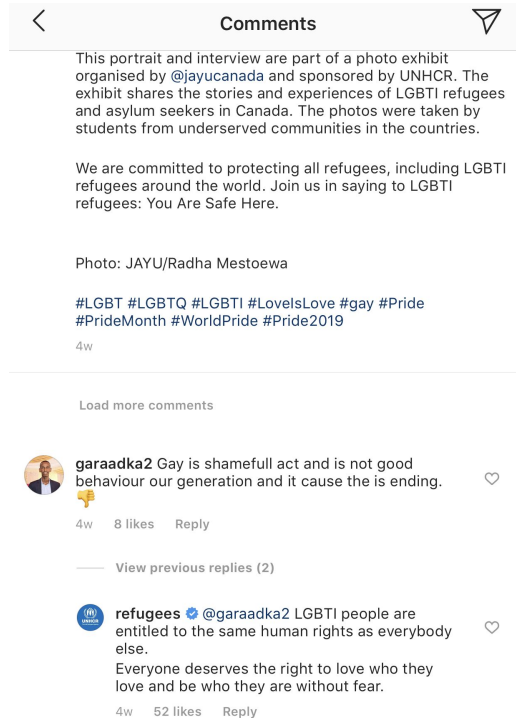 Comments
This portrait and interview are part of a photo exhibit
organised by @jayucanada and sponsored by UNHCR. The
exhibit shares the stories and experiences of LGBTI refugees
and asylum seekers in Canada. The photos were taken by
students from underserved communities in the countries.
We are committed to protecting all refugees, including LGBTI
refugees around the world. Join us in saying to LGBTI
refugees: You Are Safe Here.
Photo: JAYU/Radha Mestoewa
#LGBT #LGBTQ #LGBTI #LoveIsLove #gay #Pride
#PrideMonth #WorldPride #Pride2019
4w
Load more comments
garaadka2 Gay is shamefull act and is not good
behaviour our generation and it cause the is ending.
👎
4w 8 likes Reply
View previous replies (2)
UNHCR
refugees @garaadka2 LGBTI people are
entitled to the same human rights as everybody
else.
Everyone deserves the right to love who they
love and be who they are without fear.
4w 52 likes Reply